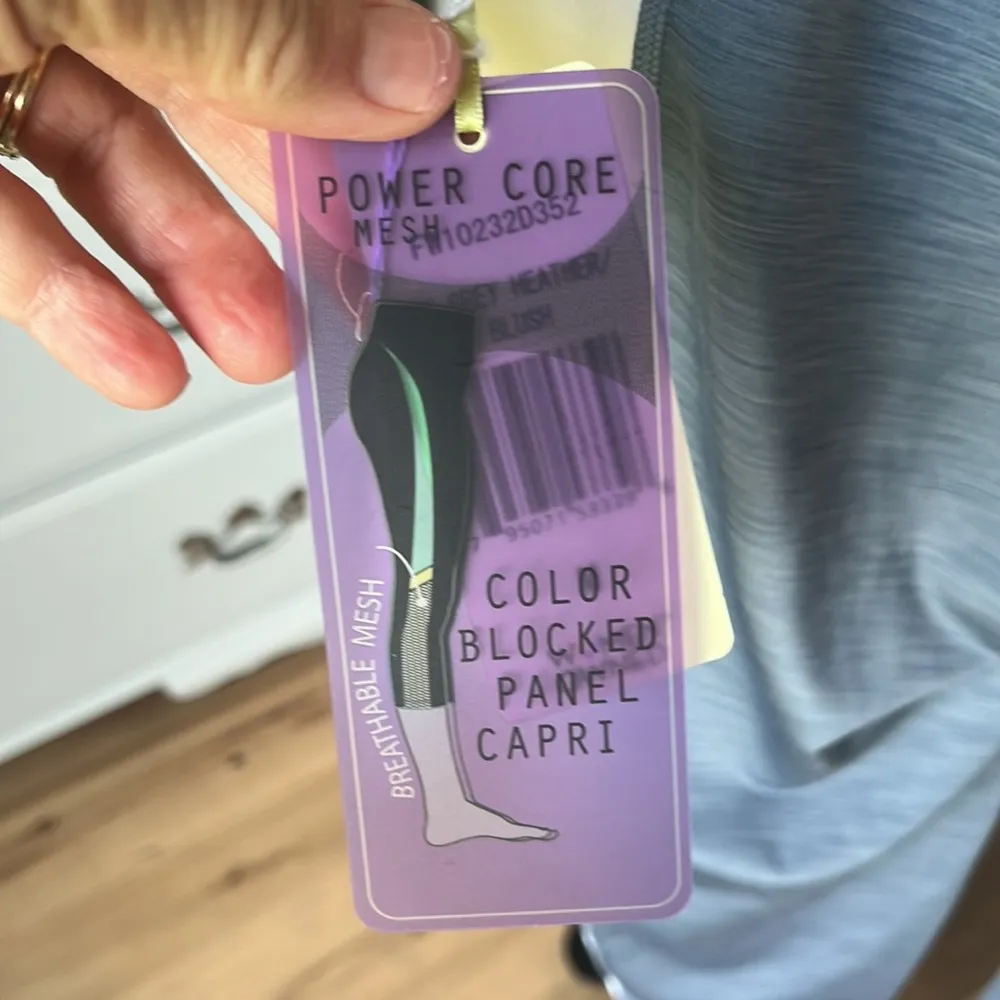 POWER CORE
MESH
FW10232D352
GREY HEATHER/
BLUSH
BREATHABLE MESH
COLOR
BLOCKED
PANEL
CAPRI